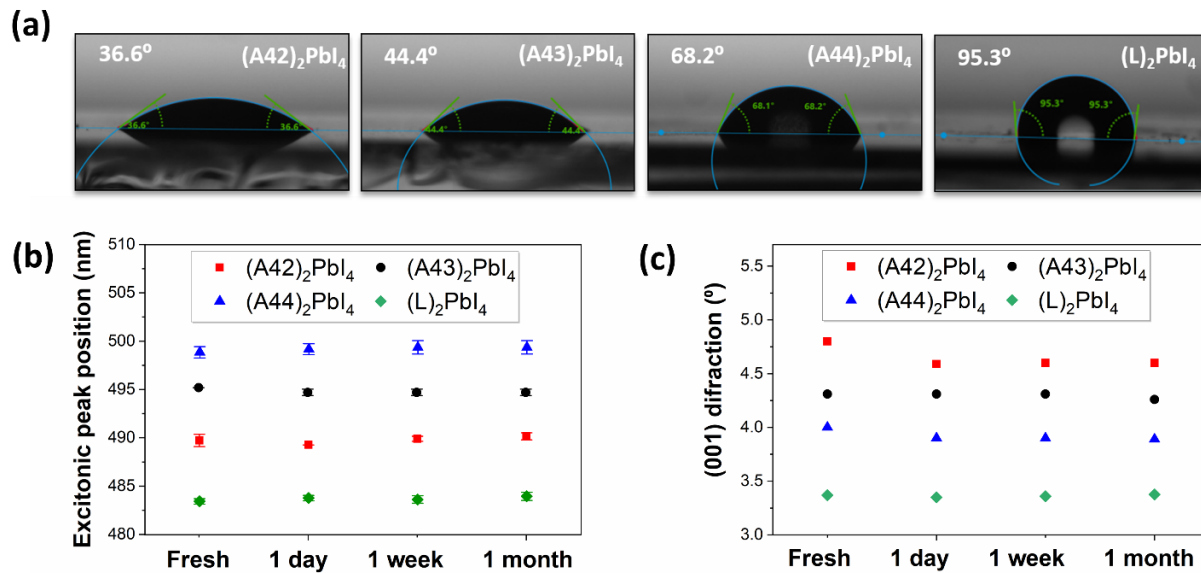 (a)
36.6º (A42)₂PbI₄
36.6° 36.6°
44.4º (A43)₂PbI₄
44.4° 44.4°
68.2º (A44)₂PbI₄
68.1° 68.2°
95.3º (L)₂PbI₄
95.3° 95.3°
(b)
Excitonic peak position (nm)
510
505
500
495
490
485
480
(A42)₂PbI₄ (A43)₂PbI₄
(A44)₂PbI₄ (L)₂PbI₄
Fresh 1 day 1 week 1 month
(c)
(001) difraction (º)
5.5
5.0
4.5
4.0
3.5
3.0
(A42)₂PbI₄ (A43)₂PbI₄
(A44)₂PbI₄ (L)₂PbI₄
Fresh 1 day 1 week 1 month